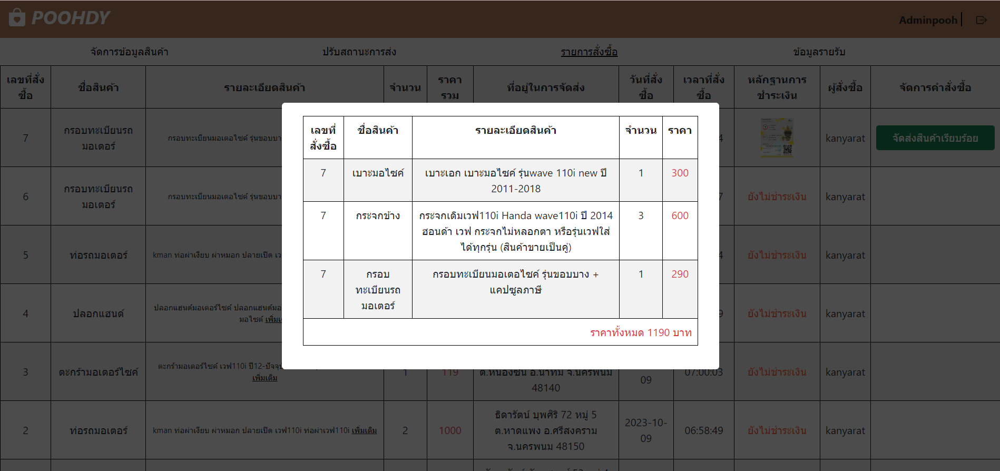 POOHDY
Adminpooh
จัดการข้อมูลสินค้า
ปรับสถานะการส่ง
รายการสั่งซื้อ
ข้อมูลรายรับ
เลขที่สั่ง
ซื้อ
ชื่อสินค้า
รายละเอียดสินค้า
จำนวน
ราคา
รวม
ที่อยู่ในการจัดส่ง
วันที่สั่ง
ซื้อ
เวลาที่สั่ง
ซื้อ
หลักฐานการ
ชำระเงิน
ผู้สั่งซื้อ
จัดการคำสั่งซื้อ
7
กรอบทะเบียนรถ
มอเตอร์
กรอบทะเบียนมอเตอไซค์ รุ่นขอบบาง
4
kanyarat
จัดส่งสินค้าเรียบร้อย
6
กรอบทะเบียนรถ
มอเตอร์
กรอบทะเบียนมอเตอไซค์ รุ่นขอบบาง
7
ยังไม่ชำระเงิน
kanyarat
5
ท่อรถมอเตอร์
kman ท่อผ่าเงียบ ผ่าหมอก ปลายเปิด เว
4
ยังไม่ชำระเงิน
kanyarat
4
ปลอกแฮนด์
ปลอกแฮนด์มอเตอร์ไซค์ ปลอกแฮนด์มอ
มอไซต์ เพิ่มเ
9
ยังไม่ชำระเงิน
kanyarat
3
ตะกร้ามอเตอร์ไซค์
ตะกร้ามอเตอร์ไซค์ เวฟ110i ปี12-ปัจจุ
เพิ่มเติม
1
119
ต.หนองซน อ.นาทม จ.นครพนม
48140
09
07:00:03
ยังไม่ชำระเงิน
kanyarat
2
ท่อรถมอเตอร์
kman ท่อผ่าเงียบ ผ่าหมอก ปลายเปิด เวฟ110i ท่อผ่าเวฟ110i เพิ่มเติม
2
1000
ธิดารัตน์ บุพศิริ 72 หมู่ 5
ต.หาดแพง อ.ศรีสงคราม
จ.นครพนม 48150
2023-10-
09
06:58:49
ยังไม่ชำระเงิน
kanyarat
เลขที่
สั่งซื้อ
ชื่อสินค้า
รายละเอียดสินค้า
จำนวน
ราคา
7
เบาะมอไซค์
เบาะเอก เบาะมอไซค์ รุ่นwave 110i new ปี
2011-2018
1
300
7
กระจกข้าง
กระจกเดิมเวฟ110i Handa wave110i ปี 2014
ฮอนด้า เวฟ กระจกไม่หลอกตา หรือรุ่นเวฟใส่
ได้ทุกรุ่น (สินค้าขายเป็นคู่)
3
600
7
กรอบ
ทะเบียนรถ
มอเตอร์
กรอบทะเบียนมอเตอไซค์ รุ่นขอบบาง +
แคปซูลภาษี
1
290
ราคาทั้งหมด 1190 บาท